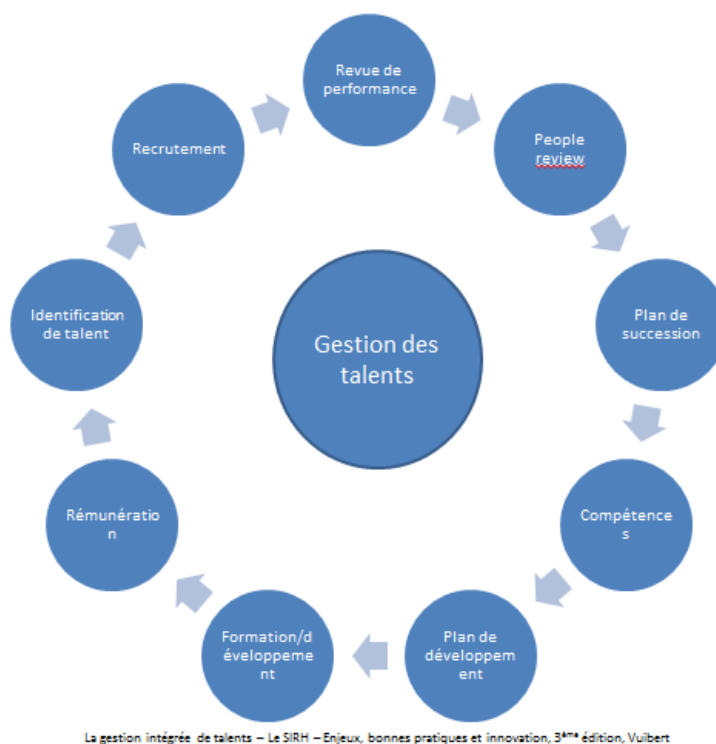 Revue de
performance
People
review
Plan de
succession
Compétence
s
Plan de
développem
ent
Formation/d
éveloppeme
nt
Rémunératio
n
Identification
de talent
Recrutement
Gestion des
talents
La gestion intégrée de talents – Le SIRH – Enjeux, bonnes pratiques et innovation, 3ème édition, Vuibert